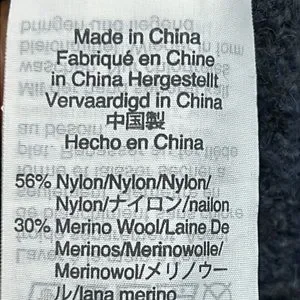 Made in China
Fabriqué en Chine
in China Hergestellt
Vervaardigd in China
中国製
Hecho en China
56% Nylon/Nylon/Nylon/
Nylon/ナイロン/nailon
30% Merino Wool/Laine De
Merinos/Merinowolle/
Merinowol/メリノウー
ル/lana merino